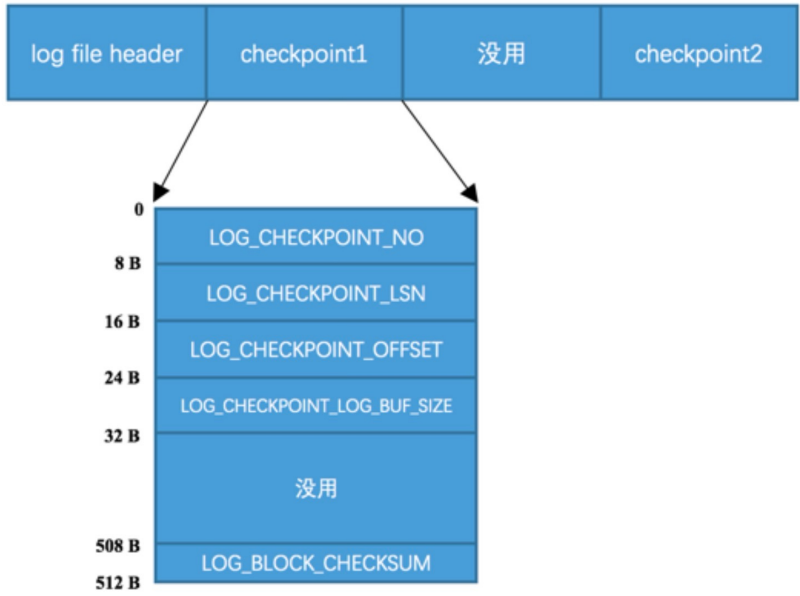 log file header
checkpoint1
没用
checkpoint2
0
LOG_CHECKPOINT_NO
8 B
LOG_CHECKPOINT_LSN
16 B
LOG_CHECKPOINT_OFFSET
24 B
LOG_CHECKPOINT_LOG_BUF_SIZE
32 B
没用
508 B
LOG_BLOCK_CHECKSUM
512 B